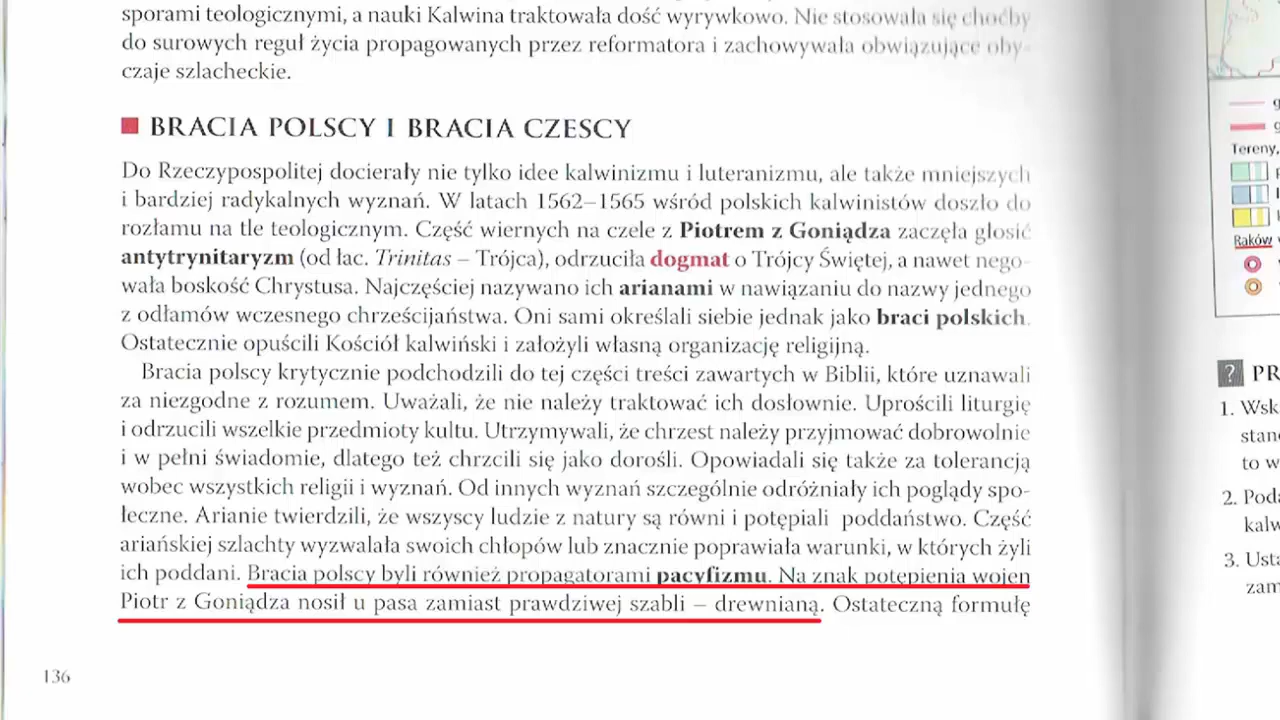 sporami teologicznymi, a nauki Kalwina traktowała dość wyrywkowo. Nie stosowała się choćby
do surowych reguł życia propagowanych przez reformatora i zachowywała obwiązujące oby-
czaje szlacheckie.
BRACIA POLSCY I BRACIA CZESCY
Do Rzeczypospolitej docierały nie tylko idee kalwinizmu i luteranizmu, ale także mniejszych
i bardziej radykalnych wyznań. W latach 1562–1565 wśród polskich kalwinistów doszło do
rozłamu na tle teologicznym. Część wiernych na czele z Piotrem z Goniądza zaczęła głosić
antytrynitaryzm (od łac. Trinitas – Trójca), odrzuciła dogmat o Trójcy Świętej, a nawet nego-
wała boskość Chrystusa. Najczęściej nazywano ich arianami w nawiązaniu do nazwy jednego
z odłamów wczesnego chrześcijaństwa. Oni sami określali siebie jednak jako braci polskich.
Ostatecznie opuścili Kościół kalwiński i założyli własną organizację religijną.
Bracia polscy krytycznie podchodzili do tej części treści zawartych w Biblii, które uznawali
za niezgodne z rozumem. Uważali, że nie należy traktować ich dosłownie. Uprościli liturgię
i odrzucili wszelkie przedmioty kultu. Utrzymywali, że chrzest należy przyjmować dobrowolnie
i w pełni świadomie, dlatego też chrzcili się jako dorośli. Opowiadali się także za tolerancją
wobec wszystkich religii i wyznań. Od innych wyznań szczególnie odróżniały ich poglądy spo-
łeczne. Arianie twierdzili, że wszyscy ludzie z natury są równi i potępiali poddaństwo. Część
ariańskiej szlachty wyzwalała swoich chłopów lub znacznie poprawiała warunki, w których żyli
ich poddani. Bracia polscy byli również propagatorami pacyfizmu. Na znak potępienia wojen
Piotr z Goniądza nosił u pasa zamiast prawdziwej szabli – drewnianą. Ostateczną formułę
136
Tereny,
Raków
? PR
1. Wsk
stan
to w
2. Poda
kalw
3. Usta
zam